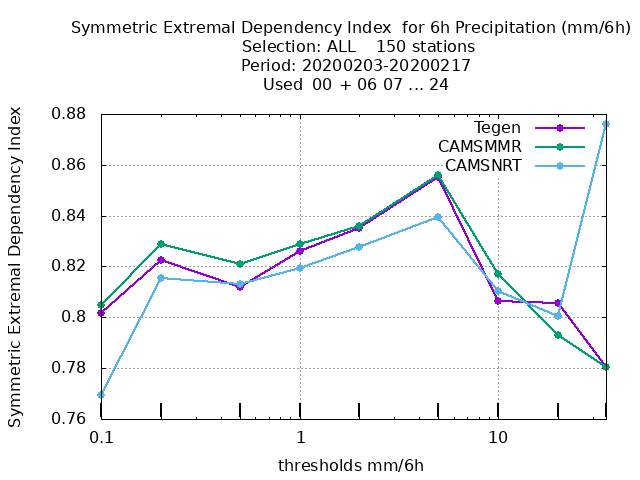 Symmetric Extremal Dependency Index  for 6h Precipitation (mm/6h)
Selection: ALL    150 stations
Period: 20200203-20200217
Used  00 + 06 07 ... 24
Symmetric Extremal Dependency Index
0.88
0.86
0.84
0.82
0.8
0.78
0.76
Tegen
CAMSMMR
CAMSNRT
0.1 1 10
thresholds mm/6h